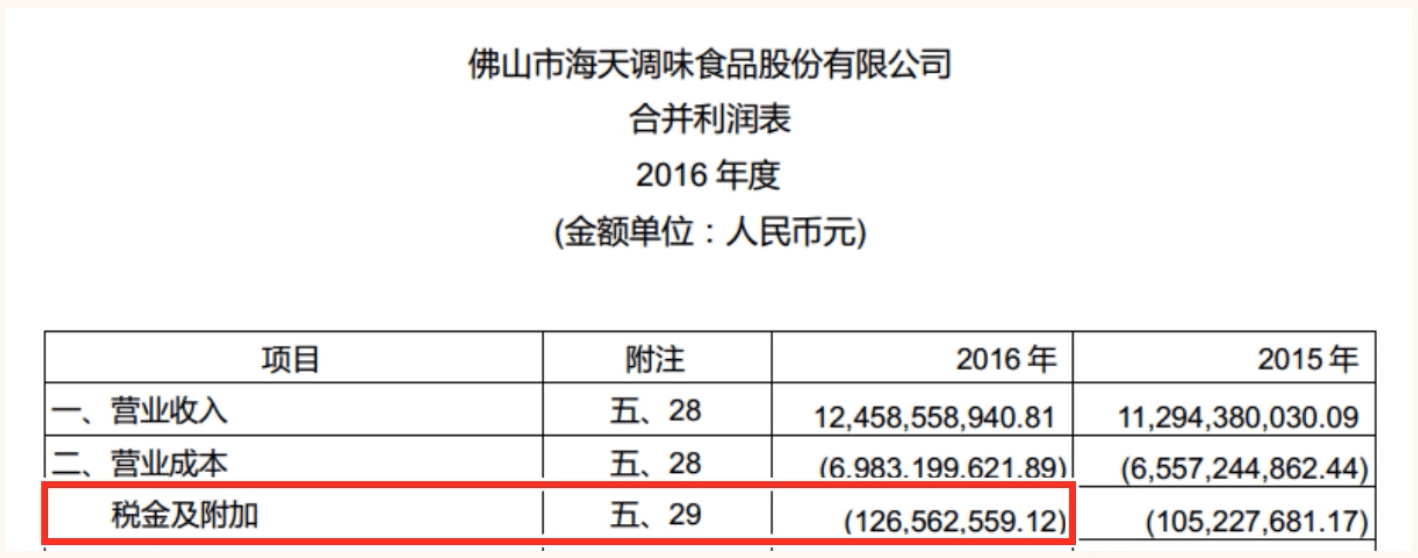 佛山市海天调味食品股份有限公司
合并利润表
2016 年度
(金额单位：人民币元)
项目 附注 2016 年 2015 年
一、营业收入 五、28 12,458,558,940.81 11,294,380,030.09
二、营业成本 五、28 (6,983,199,621.89) (6,557,244,862.44)
税金及附加 五、29 (126,562,559.12) (105,227,681.17)